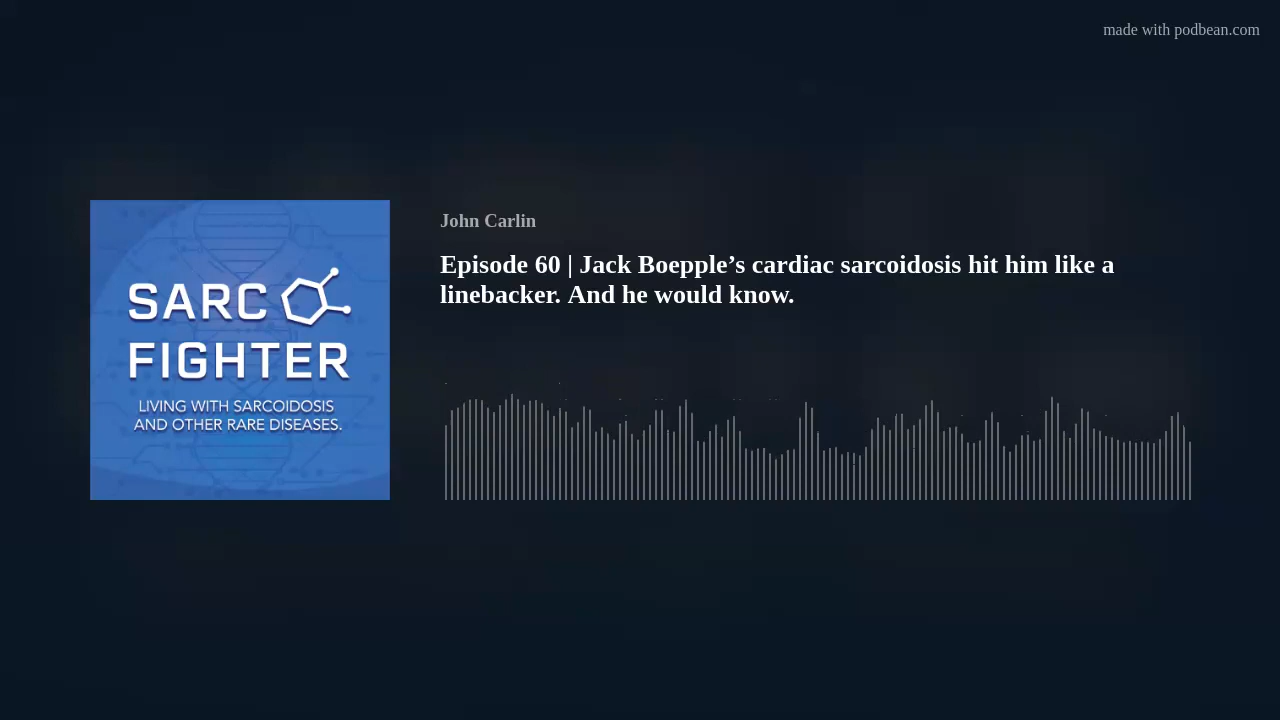 made with podbean.com
SARC
FIGHTER
LIVING WITH SARCOIDOSIS
AND OTHER RARE DISEASES.
John Carlin
Episode 60 | Jack Boepple’s cardiac sarcoidosis hit him like a
linebacker. And he would know.